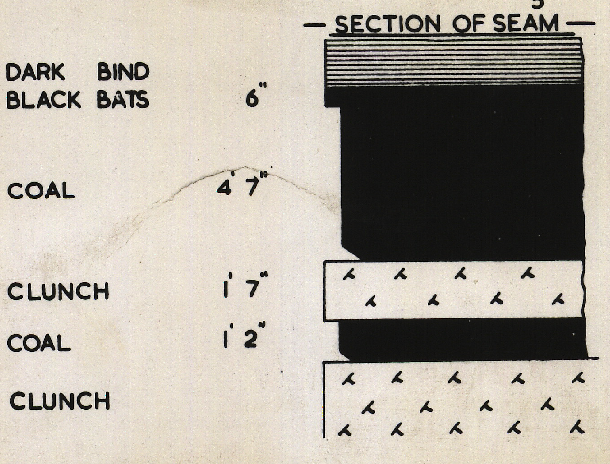 5
— SECTION OF SEAM —
DARK BIND
BLACK BATS 6"
COAL 4' 7"
CLUNCH 1' 7"
COAL 1' 2"
CLUNCH